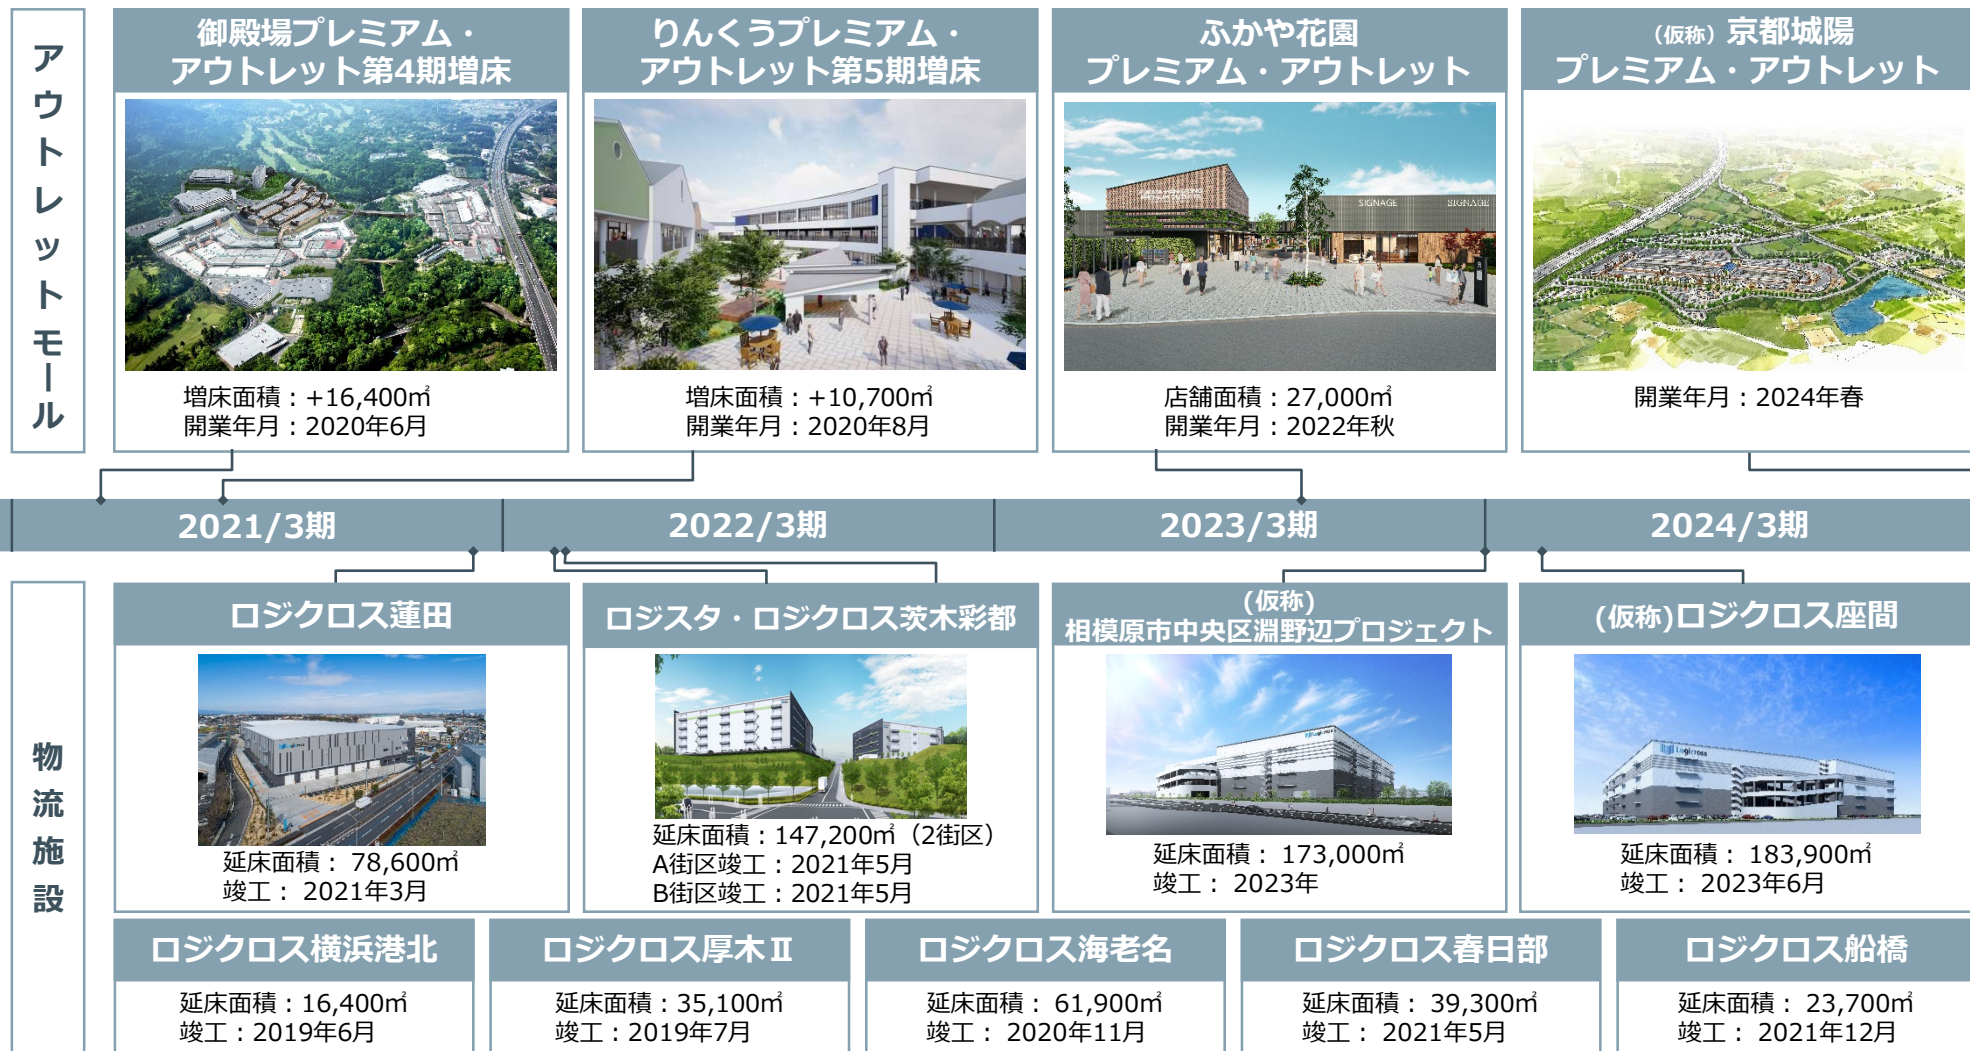 アウトレットモール
御殿場プレミアム・
アウトレット第4期増床
増床面積：+16,400㎡
開業年月：2020年6月
りんくうプレミアム・
アウトレット第5期増床
増床面積：+10,700㎡
開業年月：2020年8月
ふかや花園
プレミアム・アウトレット
SIGNAGE
SIGNAGE
店舗面積：27,000㎡
開業年月：2022年秋
(仮称) 京都城陽
プレミアム・アウトレット
開業年月：2024年春
2021/3期
2022/3期
2023/3期
2024/3期
物流施設
ロジクロス蓮田
延床面積： 78,600㎡
竣工： 2021年3月
ロジスタ・ロジクロス茨木彩都
延床面積：147,200㎡（2街区）
A街区竣工：2021年5月
B街区竣工：2021年5月
(仮称)
相模原市中央区淵野辺プロジェクト
Logicross
延床面積： 173,000㎡
竣工： 2023年
(仮称)ロジクロス座間
Logicross
延床面積： 183,900㎡
竣工： 2023年6月
ロジクロス横浜港北
延床面積：16,400㎡
竣工：2019年6月
ロジクロス厚木Ⅱ
延床面積：35,100㎡
竣工：2019年7月
ロジクロス海老名
延床面積： 61,900㎡
竣工： 2020年11月
ロジクロス春日部
延床面積： 39,300㎡
竣工： 2021年5月
ロジクロス船橋
延床面積： 23,700㎡
竣工： 2021年12月